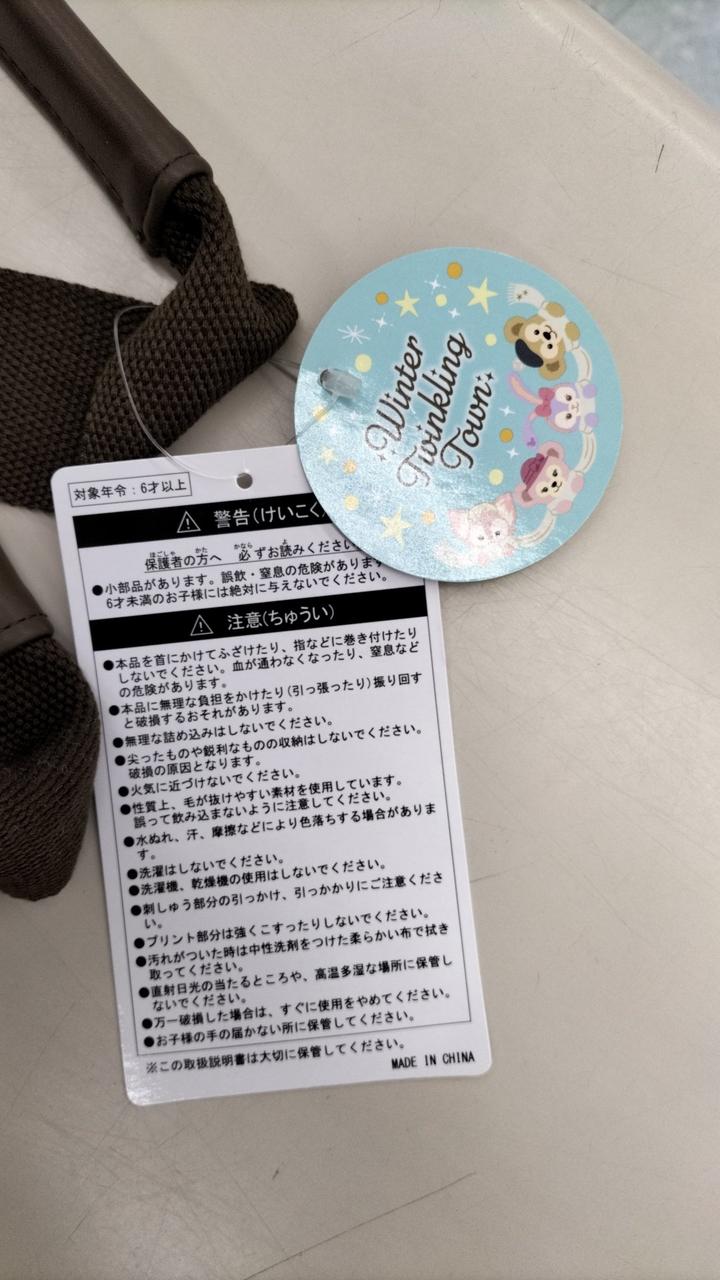 Winter
Twinkling
Town
対象年令：6才以上
警告(けいこく)
保護者の方へ 必ずお読みください
●小部品があります。誤飲・窒息の危険があります
6才未満のお子様には絶対に与えないでください。
注意(ちゅうい)
●本品を首にかけてふざけたり、指などに巻き付けたり
しないでください。血が通わなくなったり、窒息など
の危険があります。
●本品に無理な負担をかけたり(引っ張ったり)振り回す
と破損するおそれがあります。
●無理な詰め込みはしないでください。
●尖ったものや鋭利なものの収納はしないでください。
破損の原因となります。
●火気に近づけないでください。
●性質上、毛が抜けやすい素材を使用しています。
誤って飲み込まないように注意してください。
●水ぬれ、汗、摩擦などにより色落ちする場合がありま
す。
●洗濯はしないでください。
●洗濯機、乾燥機の使用はしないでください。
●刺しゅう部分の引っかけ、引っかかりにご注意くださ
い。
●プリント部分は強くこすったりしないでください。
●汚れがついた時は中性洗剤をつけた柔らかい布で拭き
取ってください。
●直射日光の当たるところや、高温多湿な場所に保管し
ないでください。
●万一破損した場合は、すぐに使用をやめてください。
●お子様の手の届かない所に保管してください。
※この取扱説明書は大切に保管してください。
MADE IN CHINA